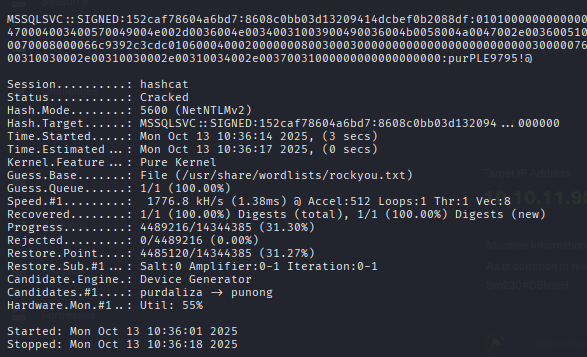 MSSQLSVC::SIGNED:152caf78604a6bd7:8608c0bb03d13209414dcbef0b2088df:0101000000000000
47000400340057004900​4e002d0036004e00340031003900490036004b0058004a0047002e0036005​10
0070008000066c9392c3cdc01060004000200000008003000300000000000000000000000003000​0076
00310030002e00310030002e00310034002e003700310000000000000000000:purPLE9795!@
Session..........: hashcat
Status...........: Cracked
Hash.Mode........: 5600 (NetNTLMv2)
Hash.Target......: MSSQLSVC::SIGNED:152caf78604a6bd7:8608c0bb03d132094...000000
Time.Started.....: Mon Oct 13 10:36:14 2025, (3 secs)
Time.Estimated...: Mon Oct 13 10:36:17 2025, (0 secs)
Kernel.Feature...: Pure Kernel
Guess.Base.......: File (/usr/share/wordlists/rockyou.txt)
Guess.Queue......: 1/1 (100.00%)
Speed.#1.........: 1776.8 kH/s (1.38ms) @ Accel:512 Loops:1 Thr:1 Vec:8
Recovered........: 1/1 (100.00%) Digests (total), 1/1 (100.00%) Digests (new)
Progress.........: 4489216/14344385 (31.30%)
Rejected.........: 0/4489216 (0.00%)
Restore.Point....: 4485120/14344385 (31.27%)
Restore.Sub.#1...: Salt:0 Amplifier:0-1 Iteration:0-1
Candidate.Engine.: Device Generator
Candidates.#1....: purdaliza -> punong
Hardware.Mon.#1..: Util: 55%
Started: Mon Oct 13 10:36:01 2025
Stopped: Mon Oct 13 10:36:18 2025